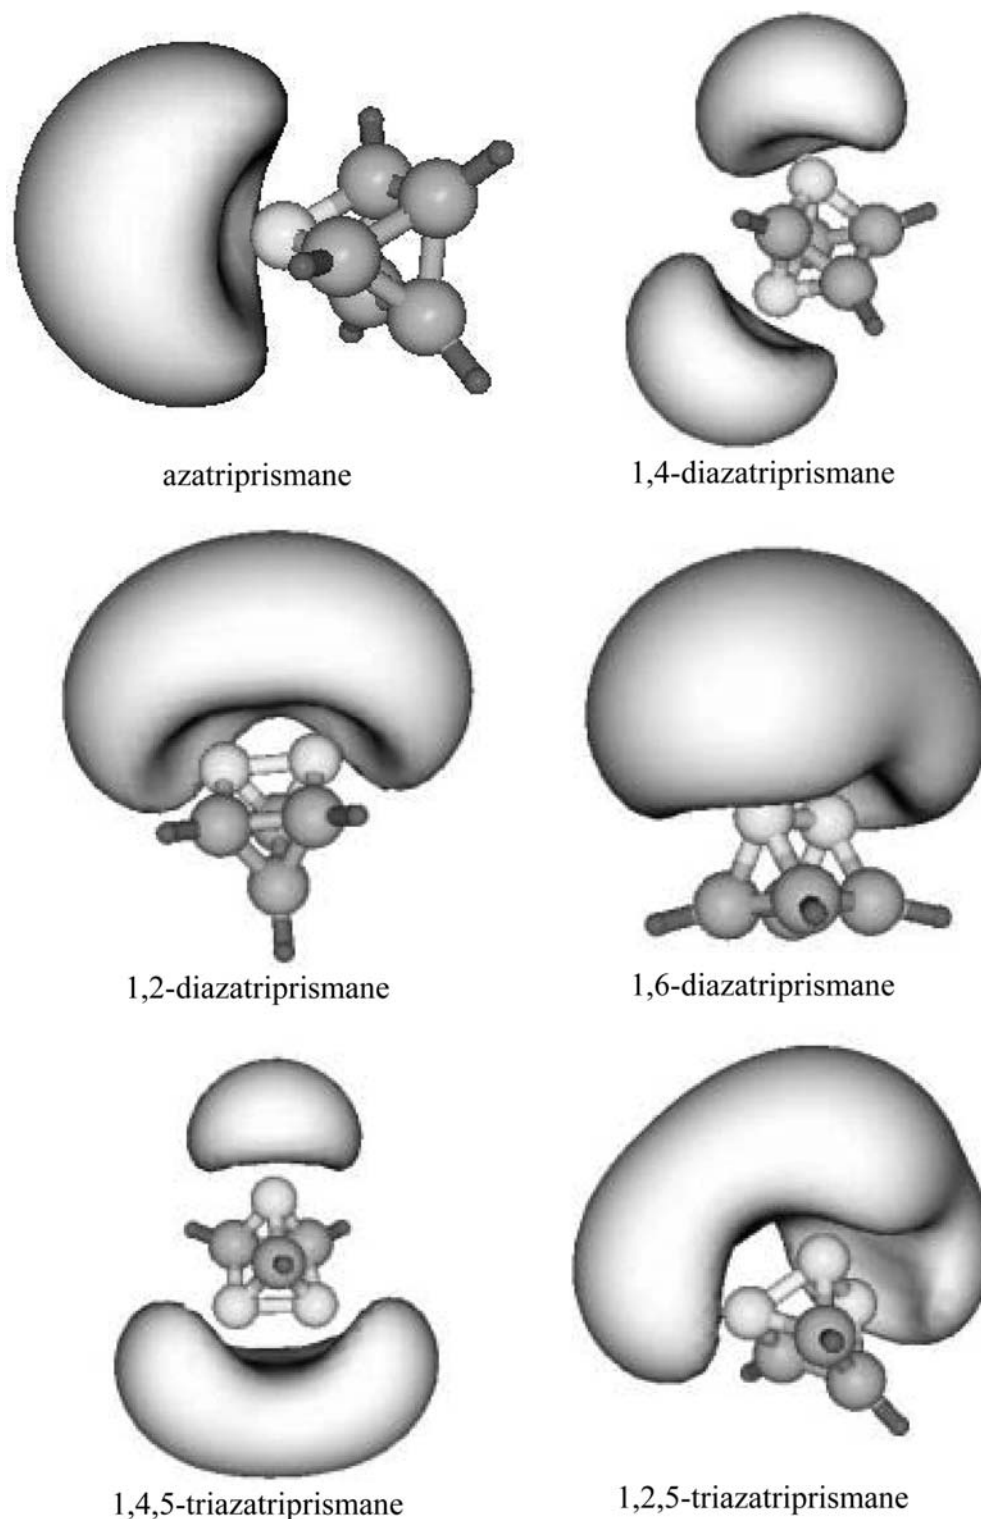 azatriprismane
1,4-diazatriprismane
1,2-diazatriprismane
1,6-diazatriprismane
1,4,5-triazatriprismane
1,2,5-triazatriprismane